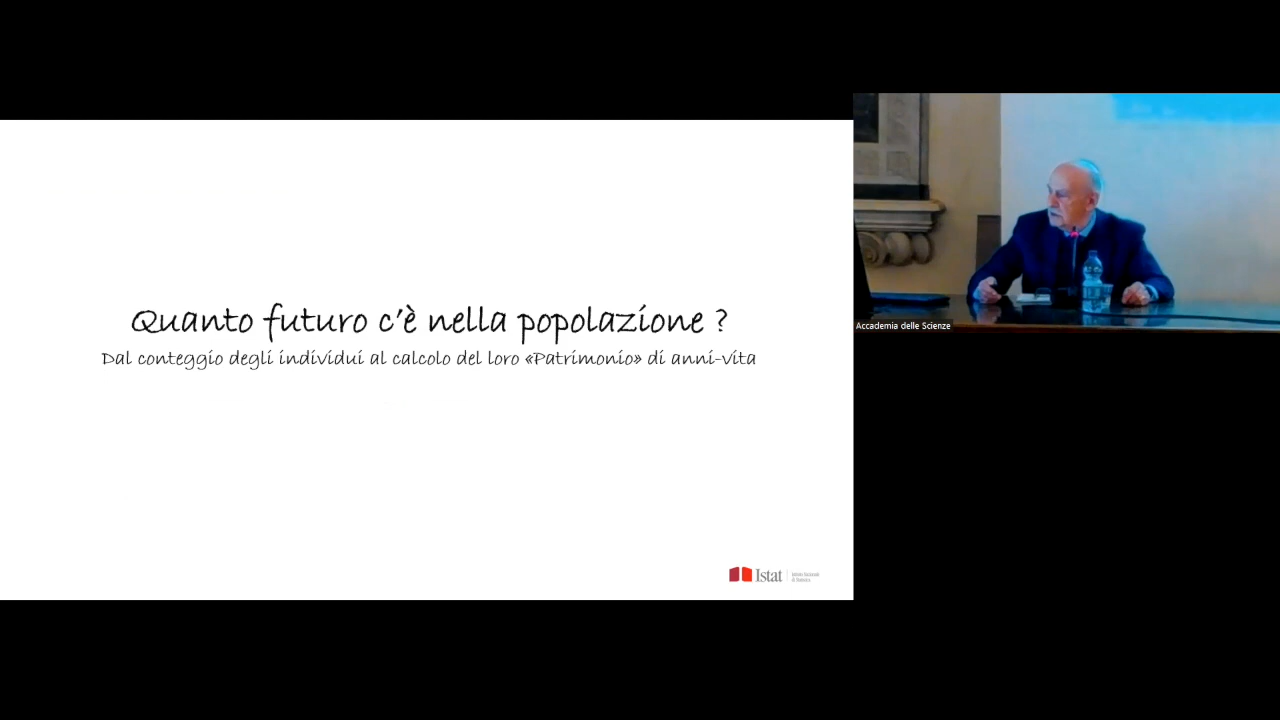 Quanto futuro c'è nella popolazione ?
Dal conteggio degli individui al calcolo del loro «Patrimonio» di anni-vita
Accademia delle Scienze
Istat